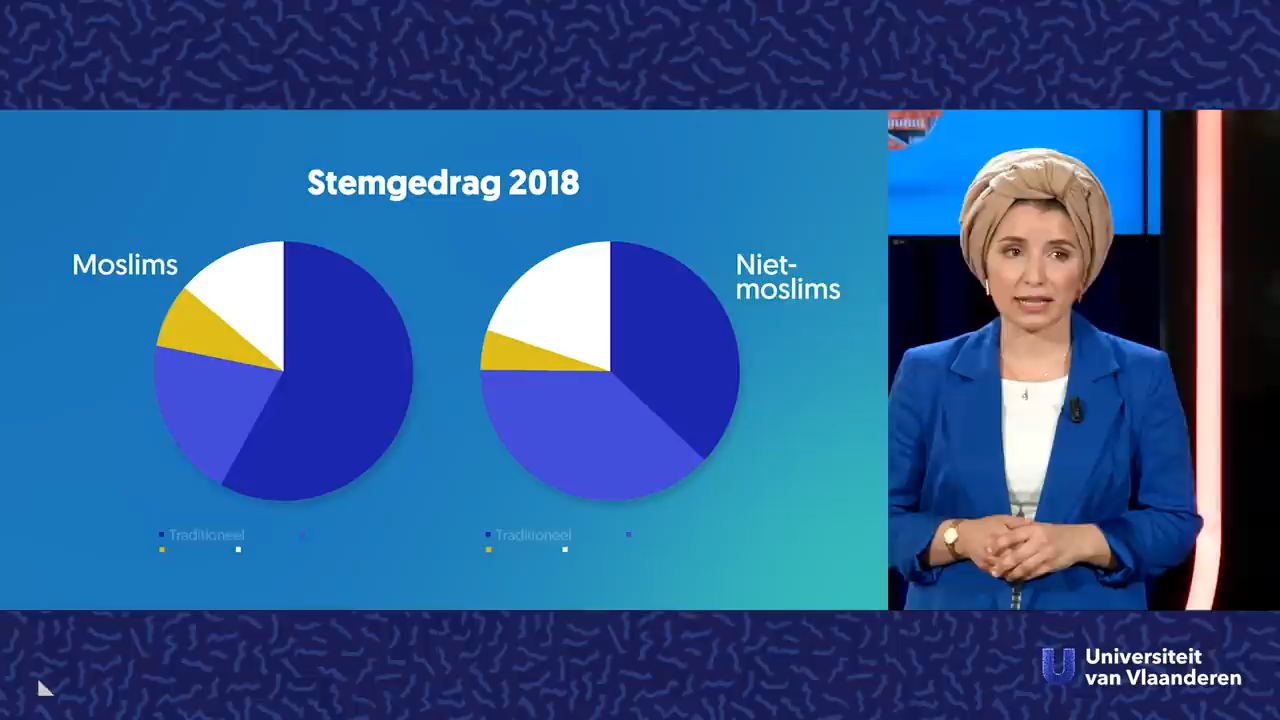 Stemgedrag 2018
Moslims
Niet-
moslims
Traditioneel
Traditioneel
Universiteit
van Vlaanderen